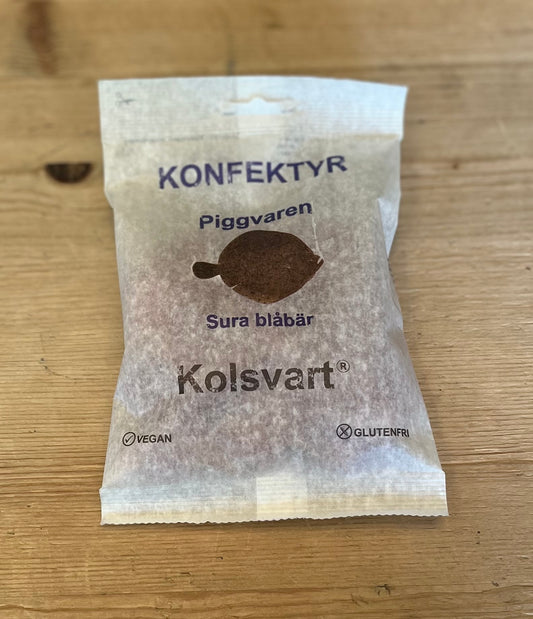 KONFEKTYR
Piggvaren
Sura blåbär
Kolsvart®
VEGAN
GLUTENFRI